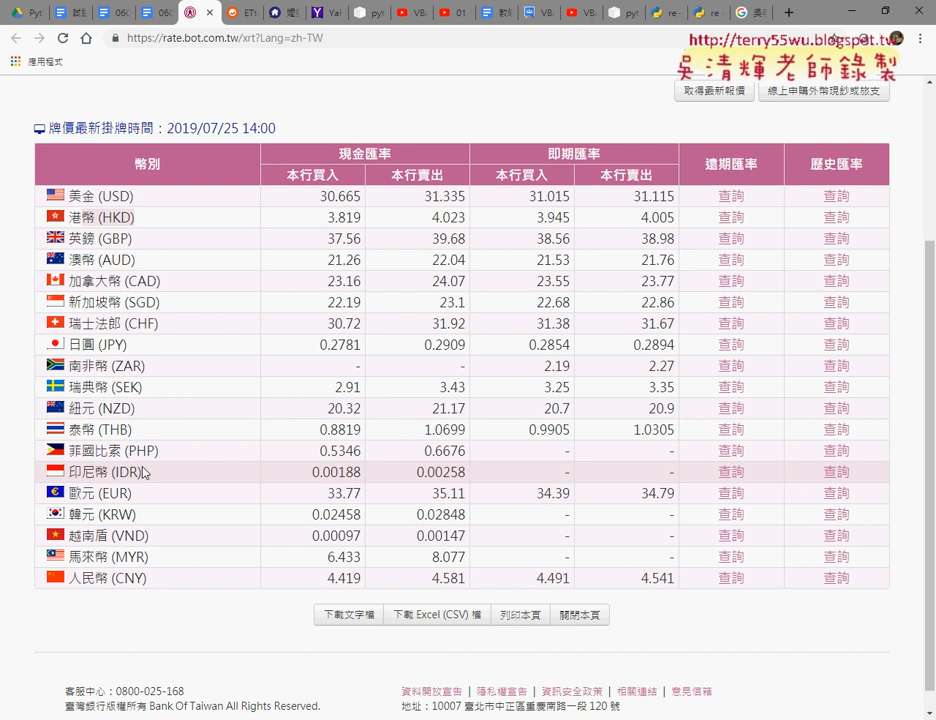 Pyt
060
060
ETt
Yah
pyt
VBA
01
VBA
VBA
pyt
re -
re -
https://rate.bot.com.tw/xrt?Lang=zh-TW
http://terry55wu.blogspot.tw
應用程式
吳清輝老師錄製
取得最新報價 線上申購外幣現鈔或旅支
牌價最新掛牌時間：2019/07/25 14:00
幣別 現金匯率 即期匯率 遠期匯率 歷史匯率
本行買入 本行賣出 本行買入 本行賣出
美金 (USD) 30.665 31.335 31.015 31.115 查詢 查詢
港幣 (HKD) 3.819 4.023 3.945 4.005 查詢 查詢
英鎊 (GBP) 37.56 39.68 38.56 38.98 查詢 查詢
澳幣 (AUD) 21.26 22.04 21.53 21.76 查詢 查詢
加拿大幣 (CAD) 23.16 24.07 23.55 23.77 查詢 查詢
新加坡幣 (SGD) 22.19 23.1 22.68 22.86 查詢 查詢
瑞士法郎 (CHF) 30.72 31.92 31.38 31.67 查詢 查詢
日圓 (JPY) 0.2781 0.2909 0.2854 0.2894 查詢 查詢
南非幣 (ZAR) - - 2.19 2.27 查詢 查詢
瑞典幣 (SEK) 2.91 3.43 3.25 3.35 查詢 查詢
紐元 (NZD) 20.32 21.17 20.7 20.9 查詢 查詢
泰幣 (THB) 0.8819 1.0699 0.9905 1.0305 查詢 查詢
菲國比索 (PHP) 0.5346 0.6676 - - 查詢 查詢
印尼幣 (IDR) 0.00188 0.00258 - - 查詢 查詢
歐元 (EUR) 33.77 35.11 34.39 34.79 查詢 查詢
韓元 (KRW) 0.02458 0.02848 - - 查詢 查詢
越南盾 (VND) 0.00097 0.00147 - - 查詢 查詢
馬來幣 (MYR) 6.433 8.077 - - 查詢 查詢
人民幣 (CNY) 4.419 4.581 4.491 4.541 查詢 查詢
下載文字檔 下載 Excel (CSV) 檔 列印本頁 關閉本頁
客服中心：0800-025-168
臺灣銀行版權所有 Bank Of Taiwan All Rights Reserved.
資料開放宣告 | 隱私權宣告 | 資訊安全政策 | 相關連結 | 意見信箱
地址：10007 臺北市中正區重慶南路一段 120 號